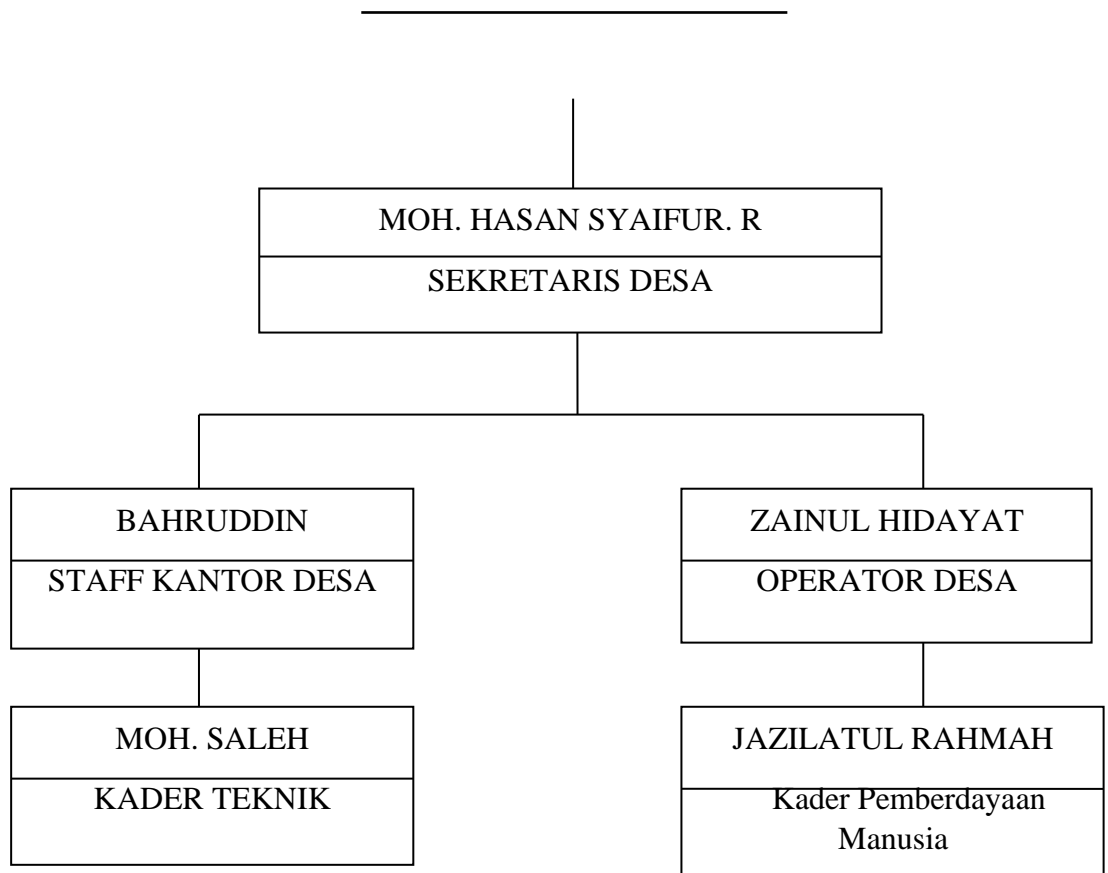 MOH. HASAN SYAIFUR. R
SEKRETARIS DESA
BAHRUDDIN
STAFF KANTOR DESA
ZAINUL HIDAYAT
OPERATOR DESA
MOH. SALEH
KADER TEKNIK
JAZILATUL RAHMAH
Kader Pemberdayaan
Manusia